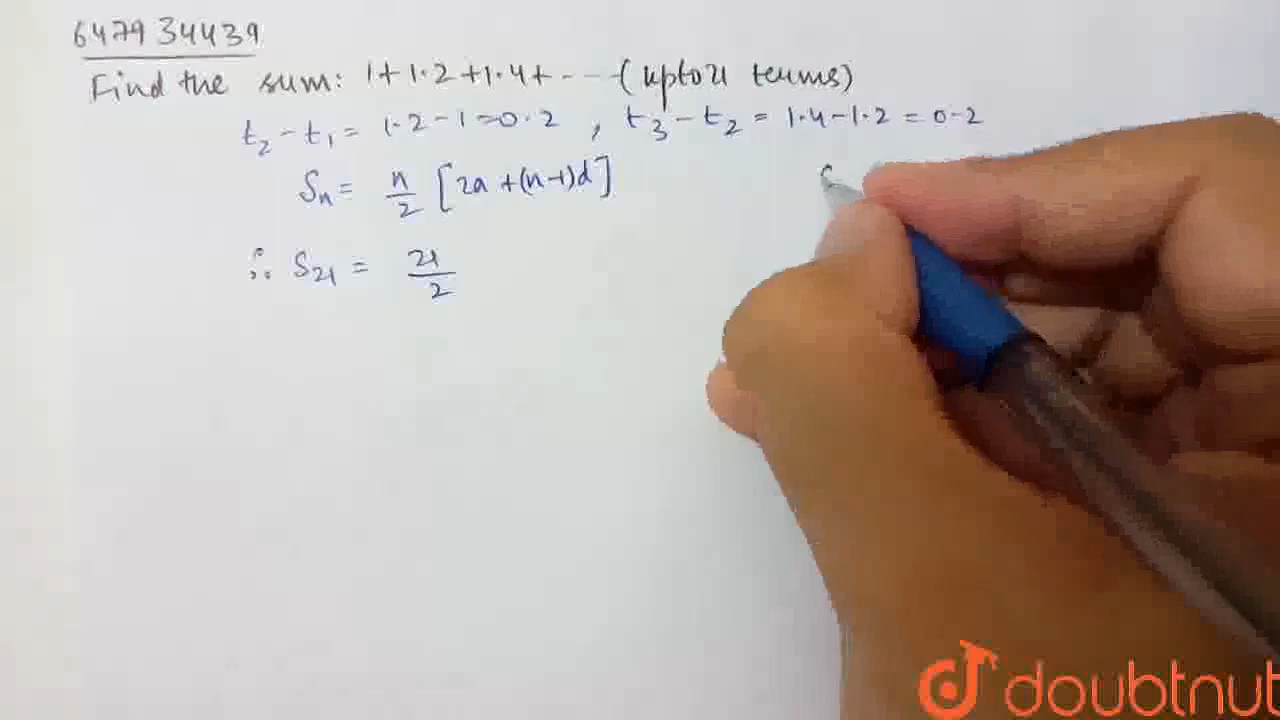 647934439
Find the sum: 1+1.2+1.4+ ---- (upto 21 terms)
t2 - t1 = 1.2 - 1 = 0.2 , t3 - t2 = 1.4 - 1.2 = 0.2
Sn = n/2 [2a + (n-1)d]
∴ S21 = 21/2
doubtnut